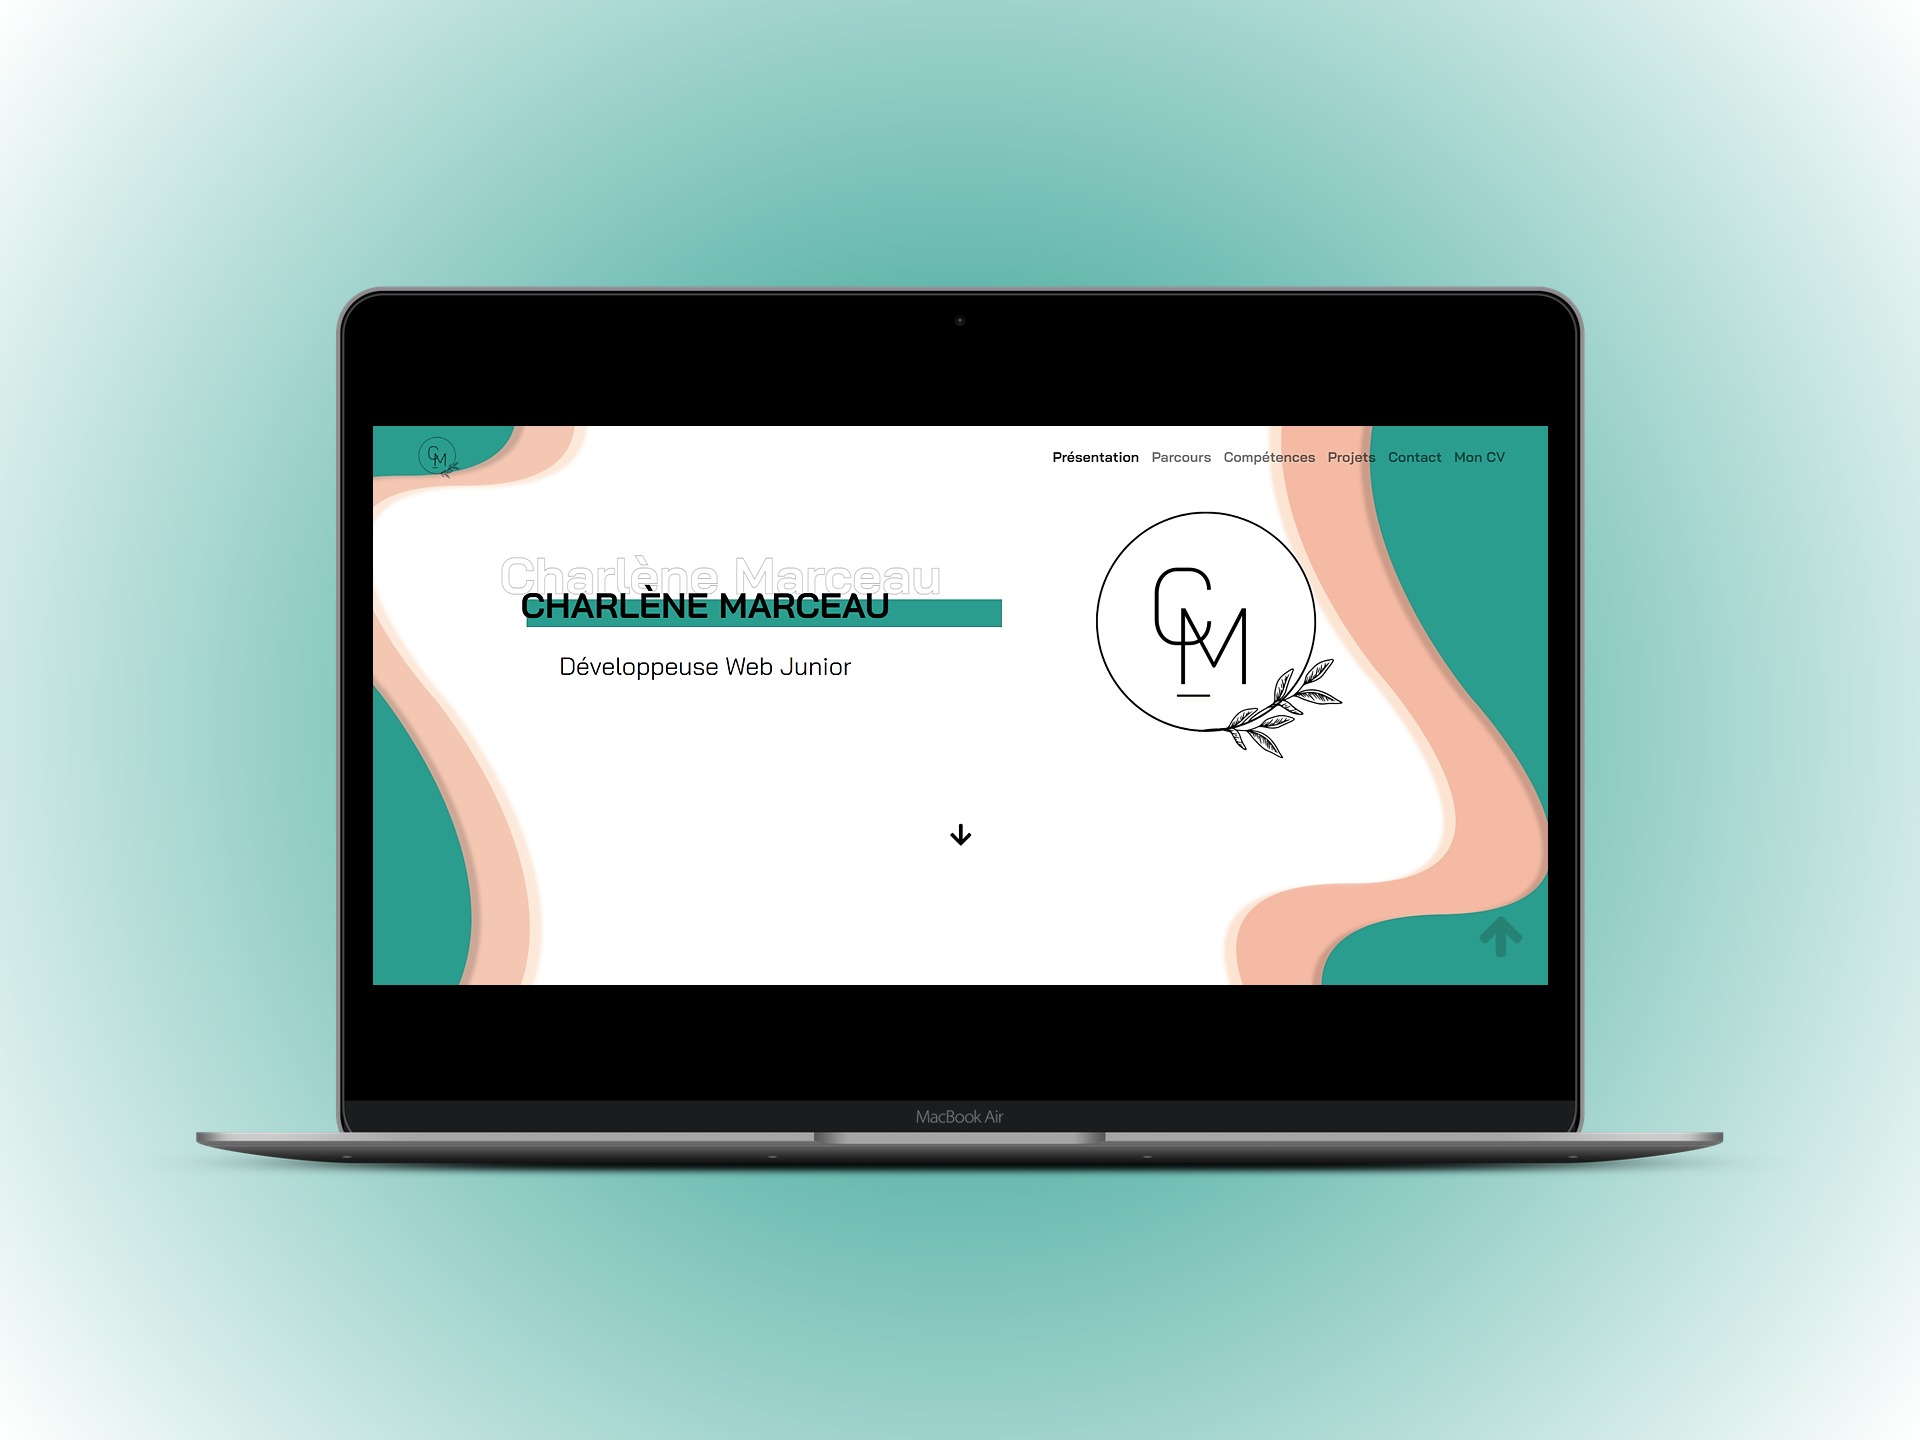 CM
Présentation Parcours Compétences Projets Contact Mon CV
Charlène Marceau
CHARLÈNE MARCEAU
Développeuse Web Junior
CM
MacBook Air